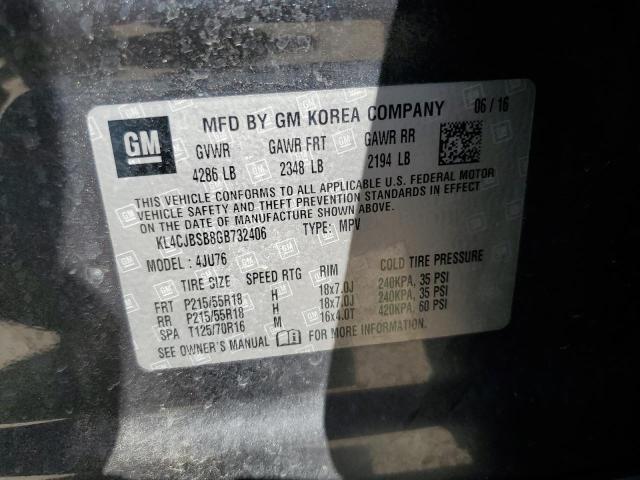 GM
MFD BY GM KOREA COMPANY 06/16
GVWR GAWR FRT GAWR RR
4286 LB 2348 LB 2194 LB
THIS VEHICLE CONFORMS TO ALL APPLICABLE U.S. FEDERAL MOTOR
VEHICLE SAFETY AND THEFT PREVENTION STANDARDS IN EFFECT
ON THE DATE OF MANUFACTURE SHOWN ABOVE.
KL4CJBSB8GB732406 TYPE: MPV
MODEL: 4JU76
TIRE SIZE SPEED RTG RIM COLD TIRE PRESSURE
FRT P215/55R18 H 18x7.0J 240KPA, 35 PSI
RR P215/55R18 H 18x7.0J 240KPA, 35 PSI
SPA T125/70R16 M 16x4.0T 420KPA, 60 PSI
SEE OWNER'S MANUAL FOR MORE INFORMATION